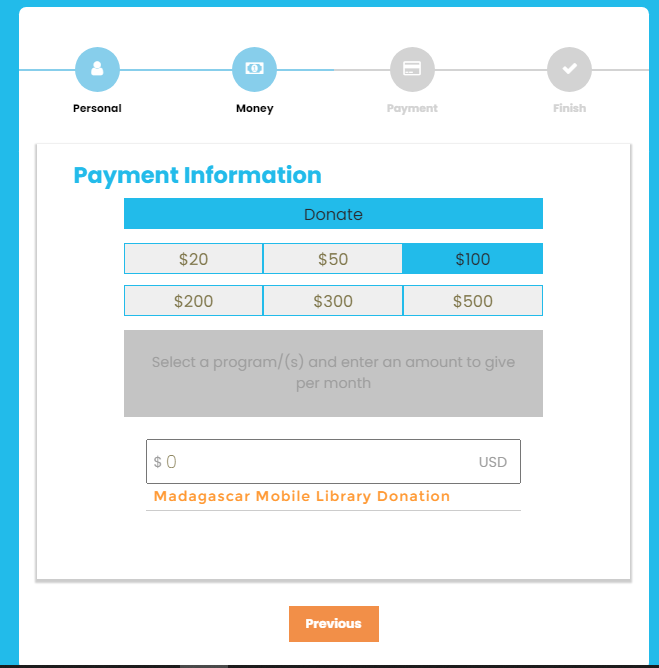 Personal Money Payment Finish
Payment Information
Donate
$20 $50 $100
$200 $300 $500
Select a program/(s) and enter an amount to give
per month
$ 0 USD
Madagascar Mobile Library Donation
Previous